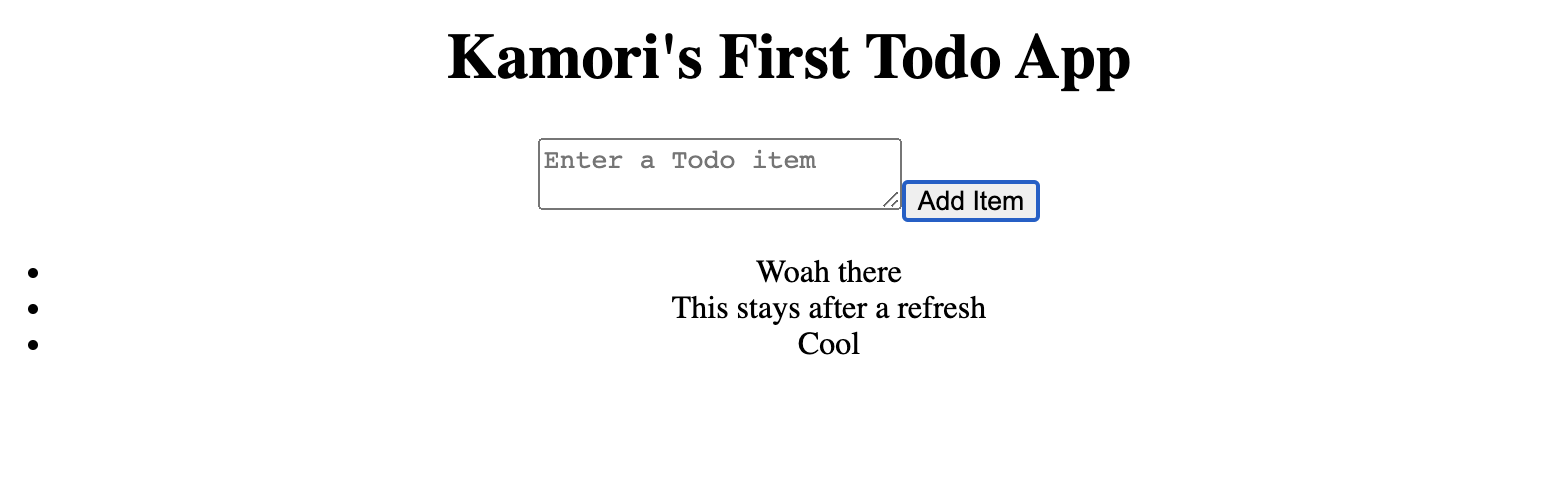 Kamori's First Todo App
Enter a Todo item
Add Item
Woah there
This stays after a refresh
Cool